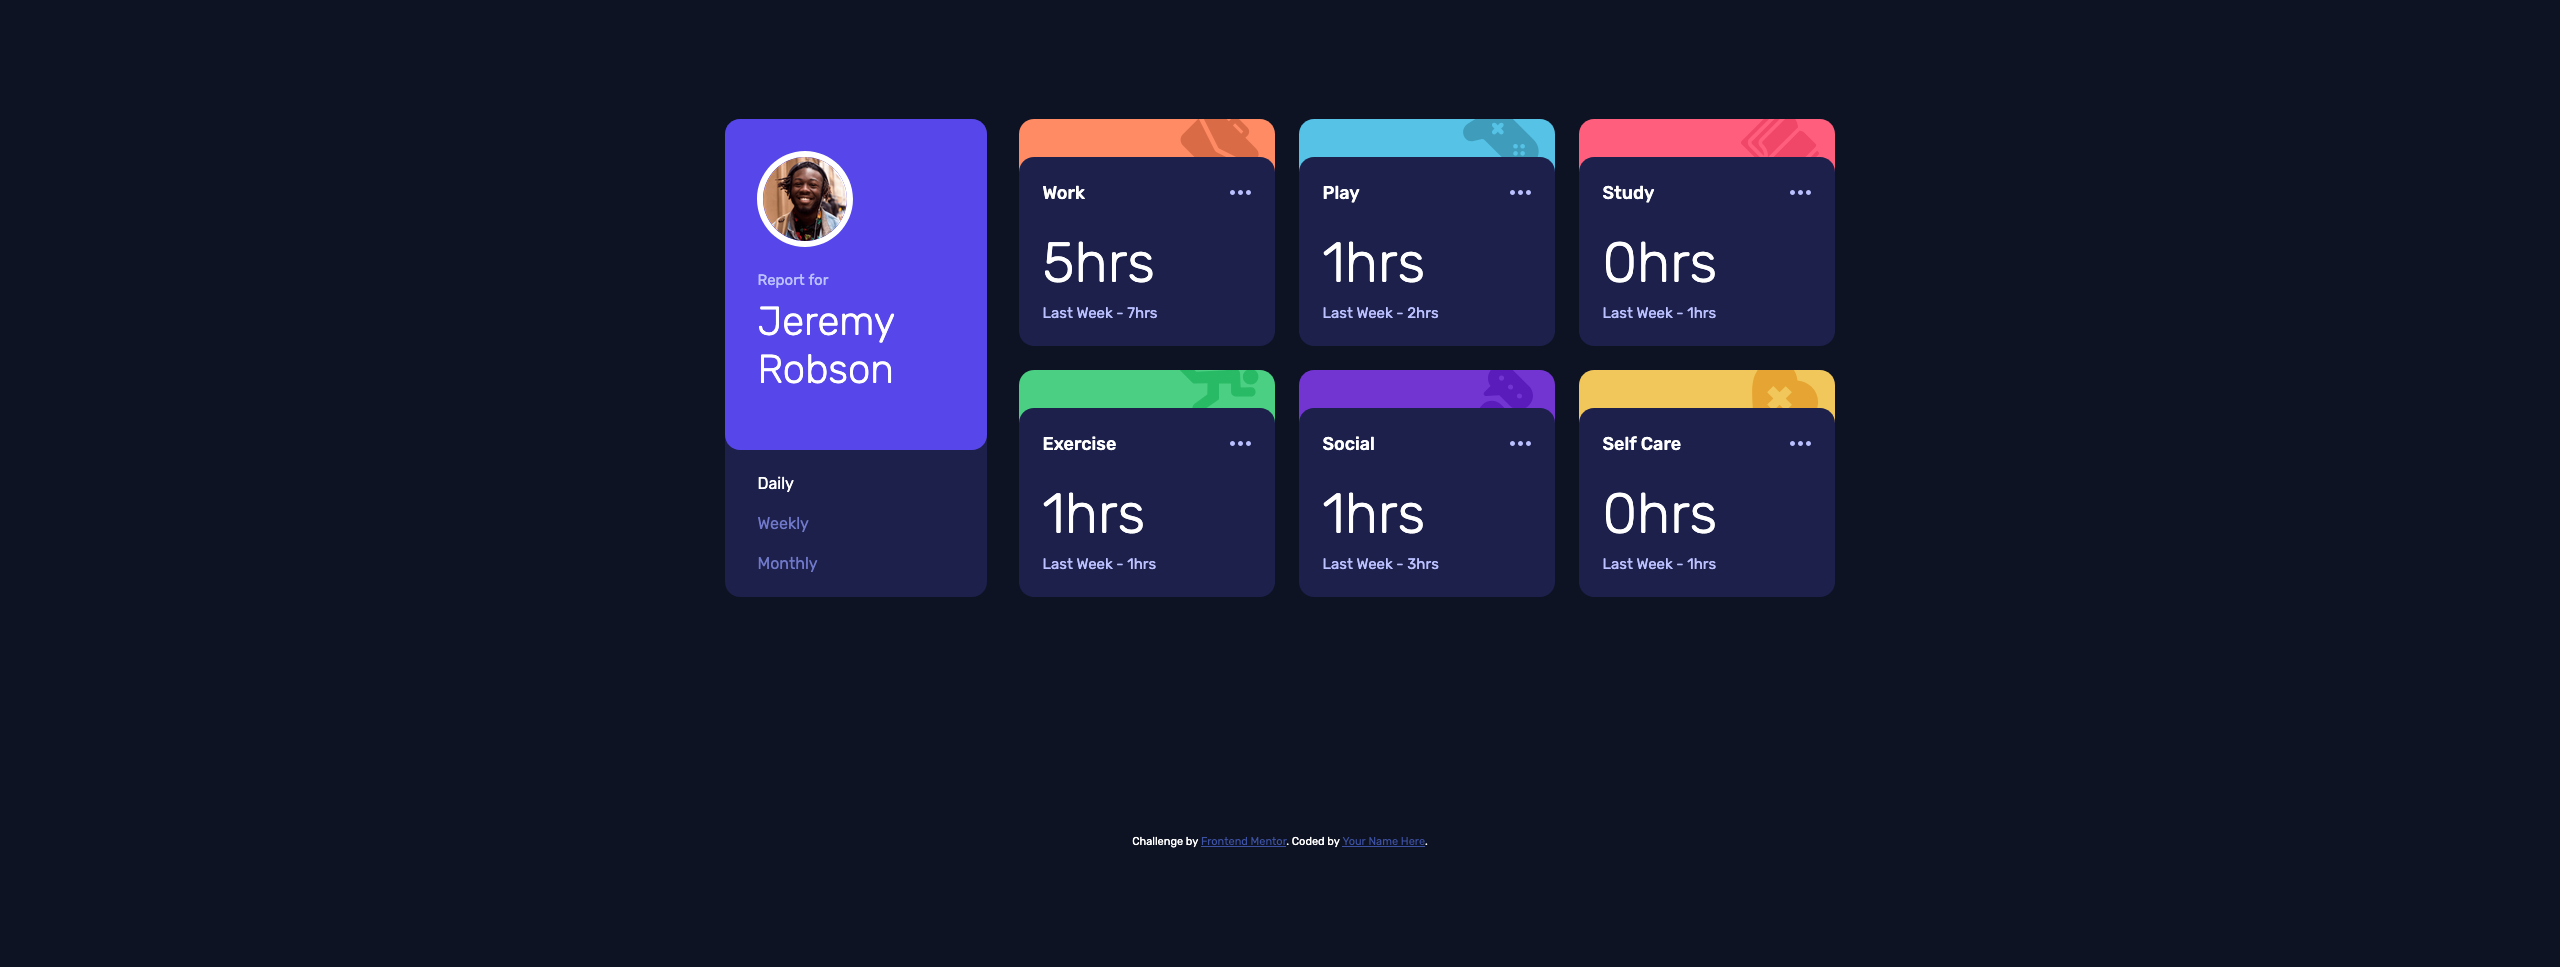 Report for
Jeremy
Robson
Daily
Weekly
Monthly
Work
5hrs
Last Week - 7hrs
Play
1hrs
Last Week - 2hrs
Study
0hrs
Last Week - 1hrs
Exercise
1hrs
Last Week - 1hrs
Social
1hrs
Last Week - 3hrs
Self Care
0hrs
Last Week - 1hrs
Challenge by Frontend Mentor. Coded by Your Name Here.